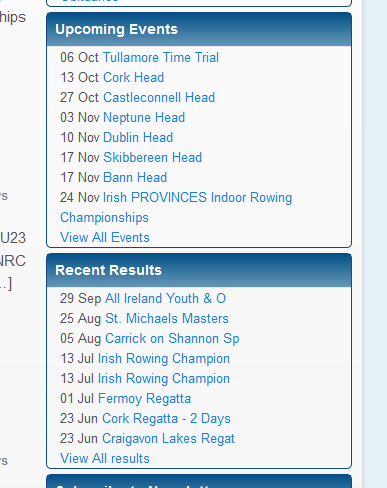 ships
Upcoming Events
06 Oct Tullamore Time Trial
13 Oct Cork Head
27 Oct Castleconnell Head
03 Nov Neptune Head
10 Nov Dublin Head
17 Nov Skibbereen Head
17 Nov Bann Head
24 Nov Irish PROVINCES Indoor Rowing
Championships
View All Events
U23
NRC
..]
Recent Results
29 Sep All Ireland Youth & O
25 Aug St. Michaels Masters
05 Aug Carrick on Shannon Sp
13 Jul Irish Rowing Champion
13 Jul Irish Rowing Champion
01 Jul Fermoy Regatta
23 Jun Cork Regatta - 2 Days
23 Jun Craigavon Lakes Regat
View All results